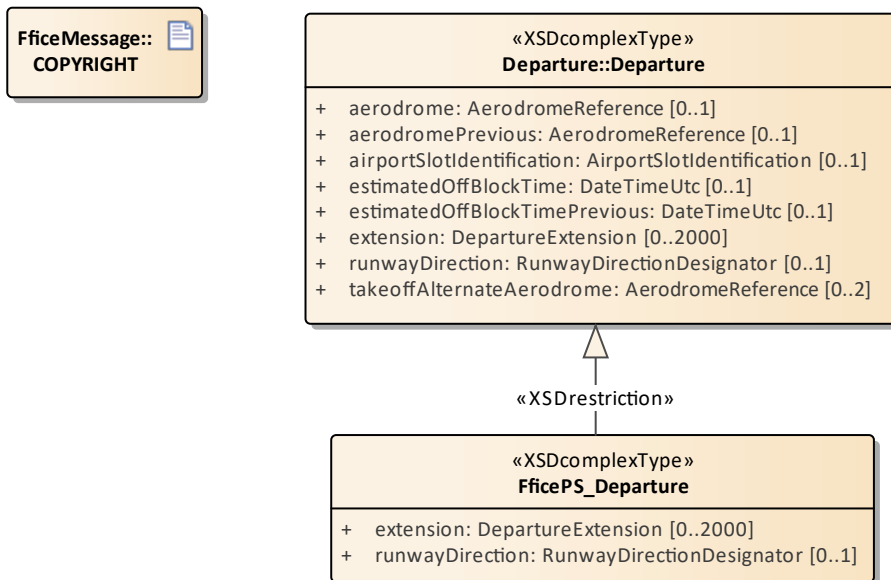 FficeMessage::
COPYRIGHT
«XSDcomplexType»
Departure::Departure
+ aerodrome: AerodromeReference [0..1]
+ aerodromePrevious: AerodromeReference [0..1]
+ airportSlotIdentification: AirportSlotIdentification [0..1]
+ estimatedOffBlockTime: DateTimeUtc [0..1]
+ estimatedOffBlockTimePrevious: DateTimeUtc [0..1]
+ extension: DepartureExtension [0..2000]
+ runwayDirection: RunwayDirectionDesignator [0..1]
+ takeoffAlternateAerodrome: AerodromeReference [0..2]
«XSDrestriction»
«XSDcomplexType»
FficePS_Departure
+ extension: DepartureExtension [0..2000]
+ runwayDirection: RunwayDirectionDesignator [0..1]